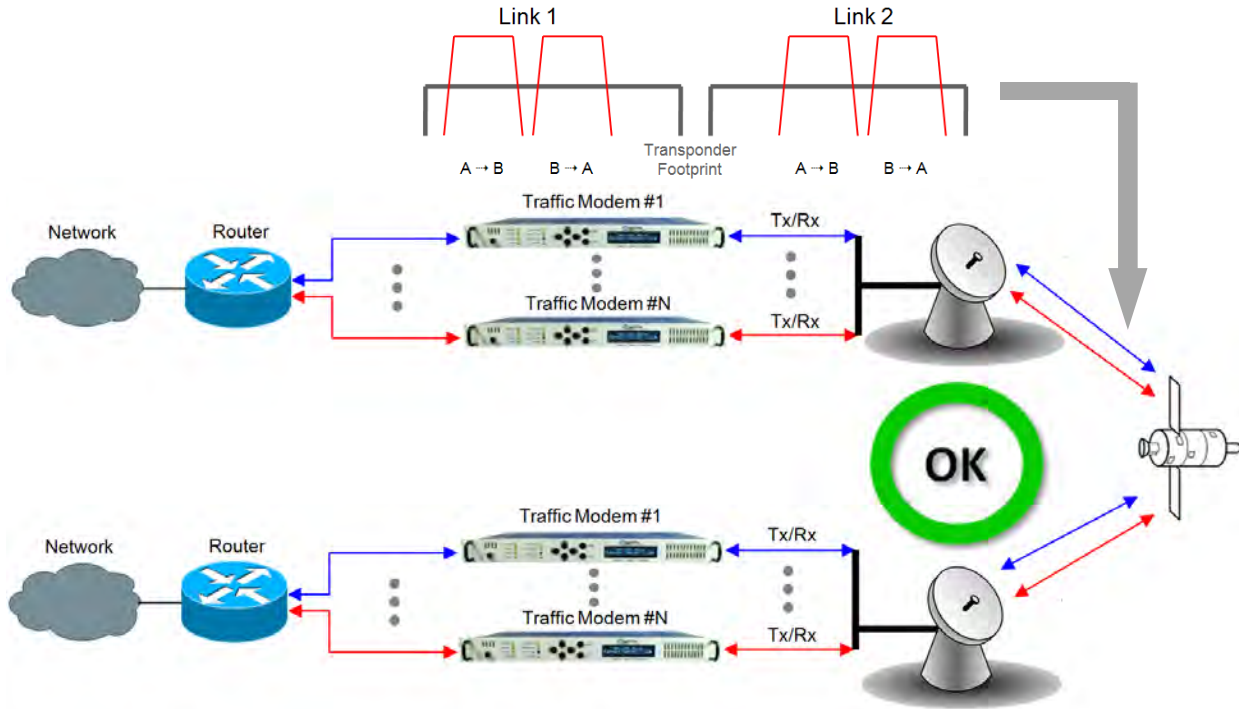 Link 1
Link 2
Transponder
Footprint
A → B
B → A
A → B
B → A
Traffic Modem #1
Tx/Rx
Network
Router
Traffic Modem #N
Tx/Rx
OK
Traffic Modem #1
Tx/Rx
Network
Router
Traffic Modem #N
Tx/Rx